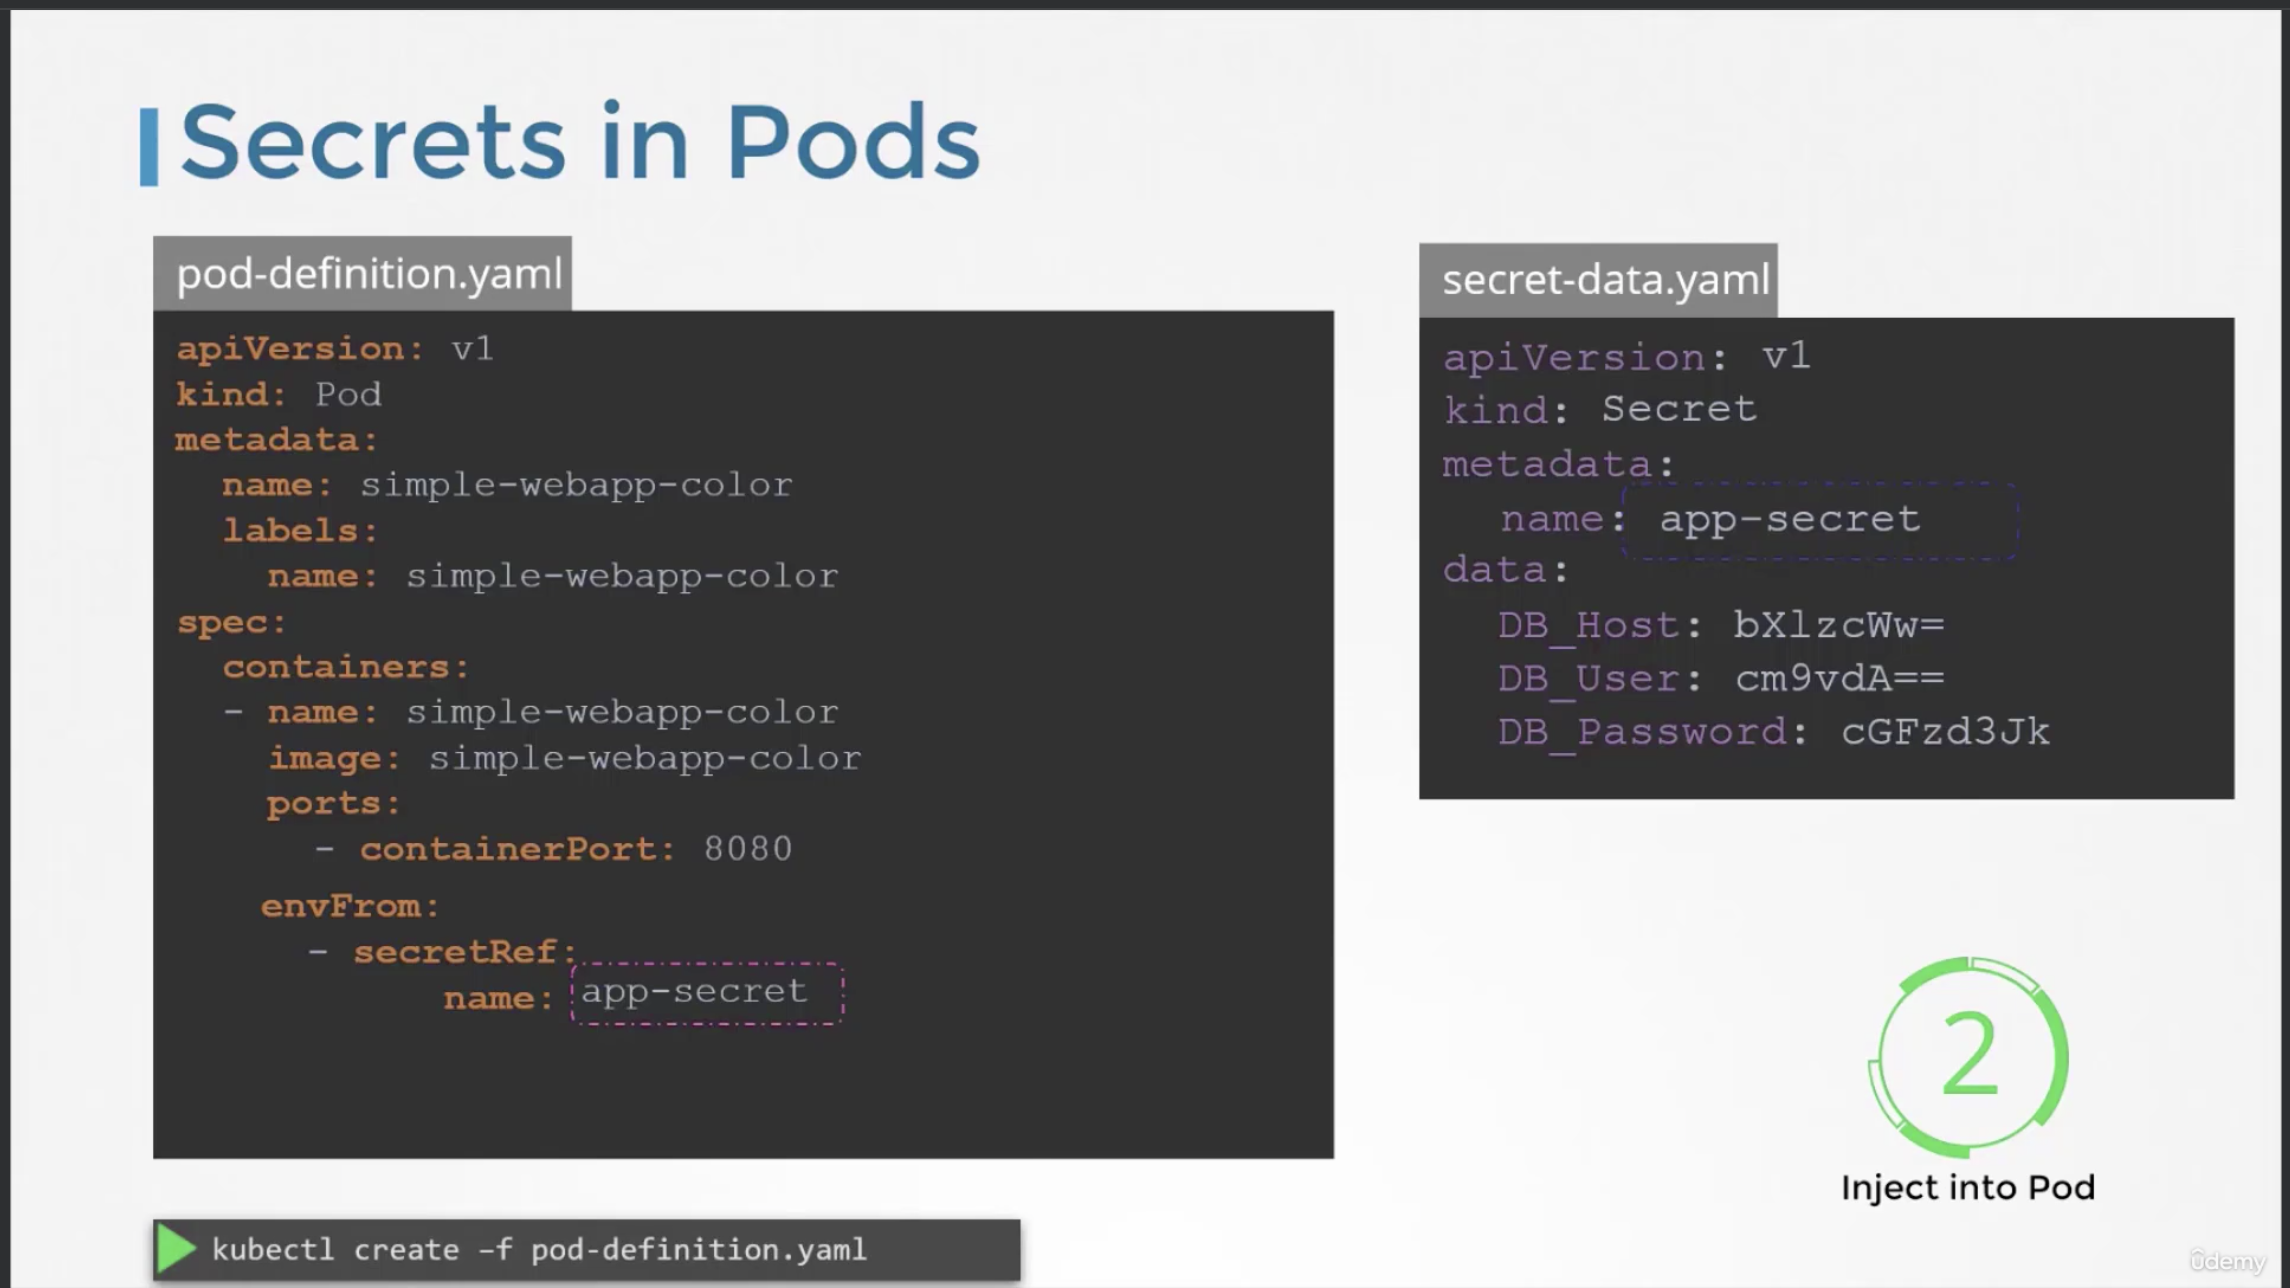 Secrets in Pods
pod-definition.yaml
apiVersion: v1
kind: Pod
metadata:
  name: simple-webapp-color
  labels:
    name: simple-webapp-color
spec:
  containers:
  - name: simple-webapp-color
    image: simple-webapp-color
    ports:
      - containerPort: 8080
    envFrom:
      - secretRef:
            name: app-secret
secret-data.yaml
apiVersion: v1
kind: Secret
metadata:
  name: app-secret
data:
  DB_Host: bXlzcWw=
  DB_User: cm9vdA==
  DB_Password: cGFzd3Jk
2
Inject into Pod
kubectl create –f pod-definition.yaml
ûdemy